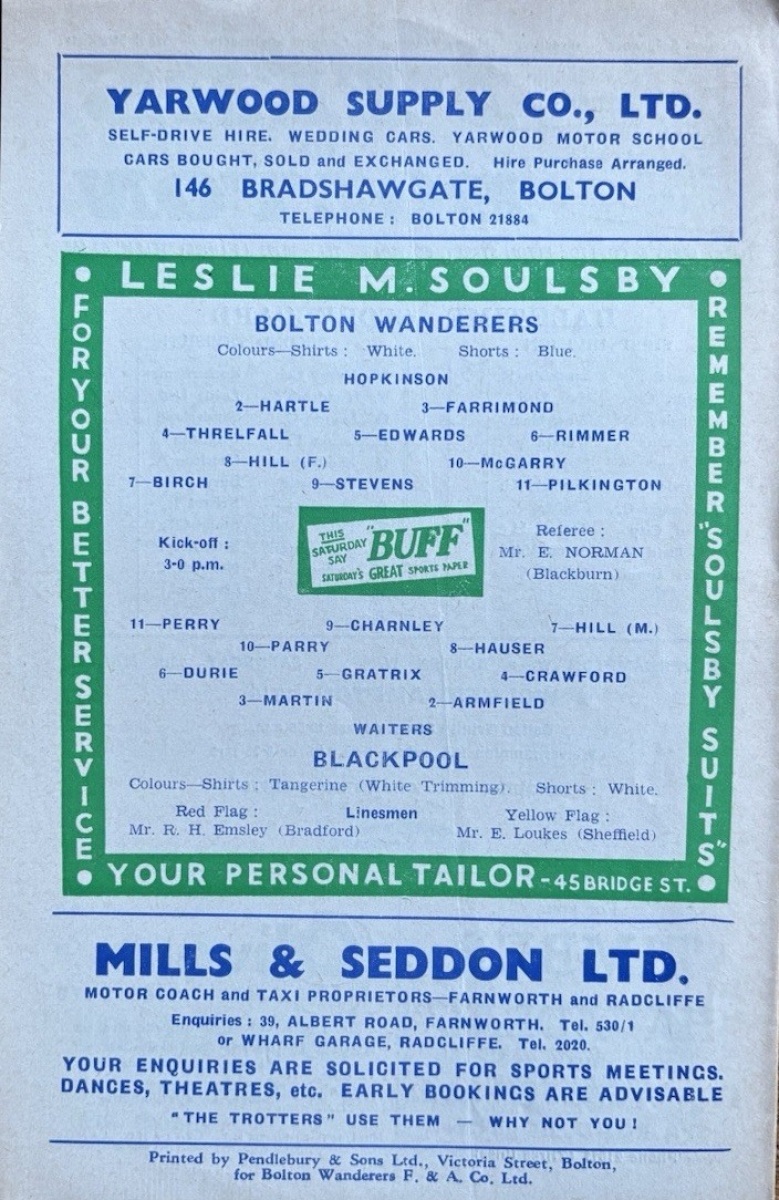 YARWOOD SUPPLY CO., LTD.
SELF-DRIVE HIRE. WEDDING CARS. YARWOOD MOTOR SCHOOL
CARS BOUGHT, SOLD and EXCHANGED. Hire Purchase Arranged.
146 BRADSHAWGATE, BOLTON
TELEPHONE: BOLTON 21884
LESLIE M. SOULSBY
FOR YOUR BETTER SERVICE
REMEMBER "SOULSBY SUITS"
BOLTON WANDERERS
Colours—Shirts: White. Shorts: Blue.
HOPKINSON
2—HARTLE 3—FARRIMOND
4—THRELFALL 5—EDWARDS 6—RIMMER
8—HILL (F.) 10—McGARRY
7—BIRCH 9—STEVENS 11—PILKINGTON
Kick-off:
3-0 p.m.
THIS
SATURDAY
SAY "BUFF"
SATURDAY'S GREAT SPORTS PAPER
Referee:
Mr. E. NORMAN
(Blackburn)
11—PERRY 9—CHARNLEY 7—HILL (M.)
10—PARRY 8—HAUSER
6—DURIE 5—GRATRIX 4—CRAWFORD
3—MARTIN 2—ARMFIELD
WAITERS
BLACKPOOL
Colours—Shirts: Tangerine (White Trimming). Shorts: White.
Red Flag: Linesmen Yellow Flag:
Mr. R. H. Emsley (Bradford) Mr. E. Loukes (Sheffield)
YOUR PERSONAL TAILOR-45 BRIDGE ST.
MILLS & SEDDON LTD.
MOTOR COACH and TAXI PROPRIETORS—FARNWORTH and RADCLIFFE
Enquiries: 39, ALBERT ROAD, FARNWORTH. Tel. 530/1
or WHARF GARAGE, RADCLIFFE. Tel. 2020.
YOUR ENQUIRIES ARE SOLICITED FOR SPORTS MEETINGS.
DANCES, THEATRES, etc. EARLY BOOKINGS ARE ADVISABLE
"THE TROTTERS" USE THEM — WHY NOT YOU!
Printed by Pendlebury & Sons Ltd., Victoria Street, Bolton,
for Bolton Wanderers F. & A. Co. Ltd.